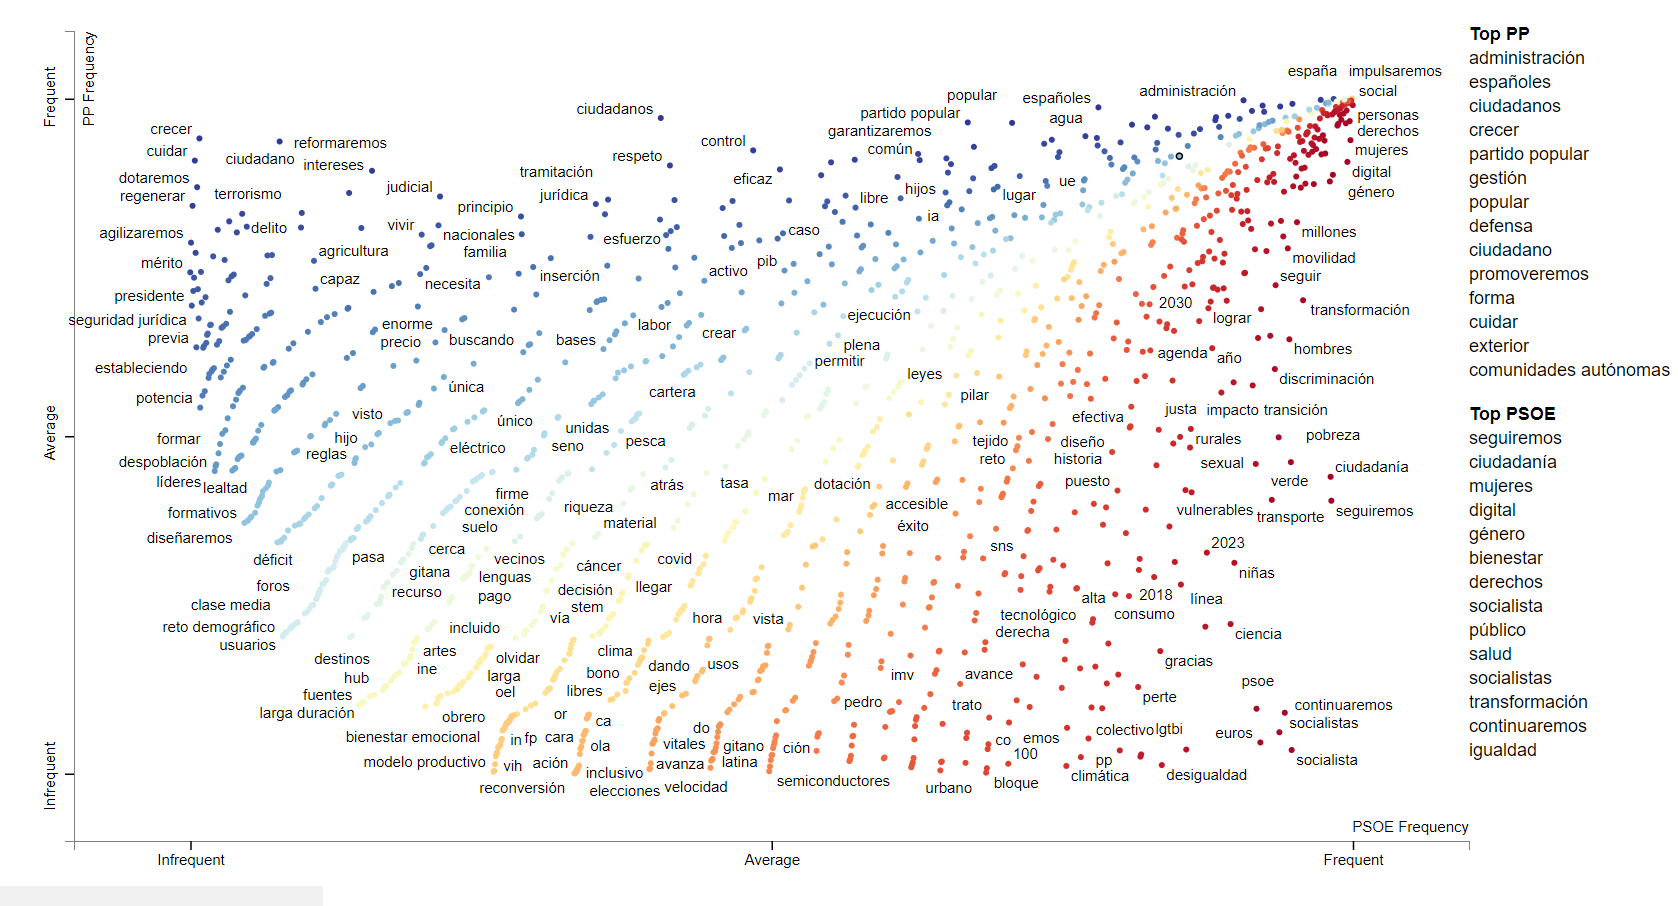 Frequent
PP Frequency
Average
Infrequent
españa impulsaremos
social
administración
popular
españoles
ciudadanos
partido popular
agua
personas
crecer
garantizaremos
derechos
reformaremos
control
cuidar
común
mujeres
ciudadano
intereses
respeto
tramitación
digital
dotaremos
eficaz
ue
género
regenerar
terrorismo
judicial
jurídica
libre
hijos
lugar
principio
ia
agilizaremos
delito
vivir
nacionales
esfuerzo
caso
millones
agricultura
familia
mérito
pib
movilidad
capaz
necesita
inserción
activo
seguir
presidente
2030
transformación
seguridad jurídica
enorme
labor
ejecución
lograr
previa
precio
buscando
bases
crear
plena
agenda
año
hombres
permitir
estableciendo
leyes
discriminación
potencia
única
cartera
pilar
visto
único
efectiva
justa
impacto
transición
formar
hijo
unidas
pesca
tejido
diseño
rurales
pobreza
despoblación
reglas
eléctrico
seno
reto
historia
sexual
ciudadanía
líderes
lealtad
firme
atrás
tasa
mar
dotación
puesto
verde
formativos
conexión
riqueza
accesible
vulnerables
transporte
seguiremos
diseñaremos
suelo
material
éxito
déficit
pasa
cerca
vecinos
cáncer
covid
sns
2023
foros
gitana
lenguas
niñas
clase media
recurso
pago
decisión
llegar
alta
2018
línea
reto demográfico
stem
tecnológico
consumo
usuarios
incluido
vía
hora
vista
derecha
ciencia
destinos
artes
olvidar
clima
dando
usos
gracias
hub
ine
larga
bono
imv
avance
psoe
fuentes
oel
libres
ejes
pedro
trato
perte
continuaremos
larga duración
obrero
or
ca
do
colectivo
lgtbi
socialistas
bienestar emocional
in
fp
cara
ola
vitales
gitano
ción
co
emos
euros
modelo productivo
vih
acción
inclusivo
avanza
latina
100
pp
socialista
reconversión
elecciones
velocidad
semiconductores
urbano
bloque
climática
desigualdad
PSOE Frequency
Infrequent
Average
Frequent
Top PP
administración
españoles
ciudadanos
crecer
partido popular
gestión
popular
defensa
ciudadano
promoveremos
forma
cuidar
exterior
comunidades autónomas
Top PSOE
seguiremos
ciudadanía
mujeres
digital
género
bienestar
derechos
socialista
público
salud
socialistas
transformación
continuaremos
igualdad